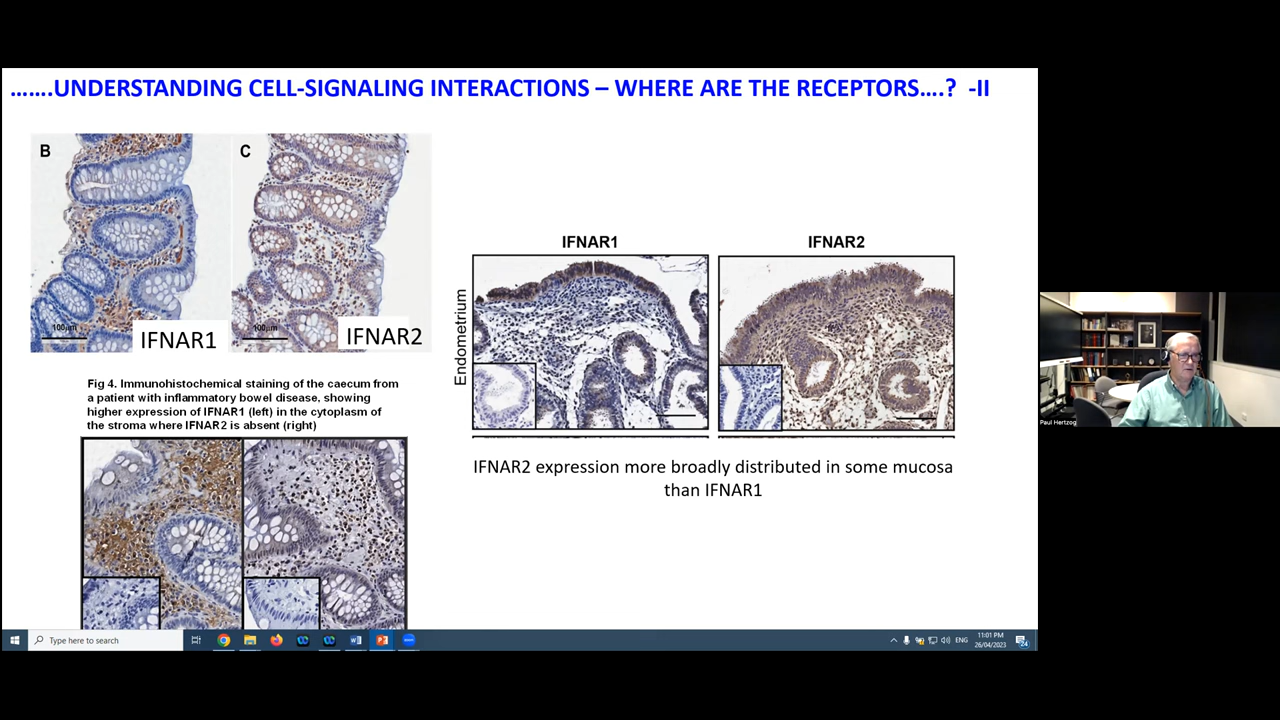 …….UNDERSTANDING CELL-SIGNALING INTERACTIONS – WHERE ARE THE RECEPTORS….? -II
B
C
100µm
IFNAR1
100µm
IFNAR2
Fig 4. Immunohistochemical staining of the caecum from
a patient with inflammatory bowel disease, showing
higher expression of IFNAR1 (left) in the cytoplasm of
the stroma where IFNAR2 is absent (right)
IFNAR1
IFNAR2
Endometrium
IFNAR2 expression more broadly distributed in some mucosa
than IFNAR1
Paul Hertzog
Type here to search
ENG
11:01 PM
26/04/2023
24